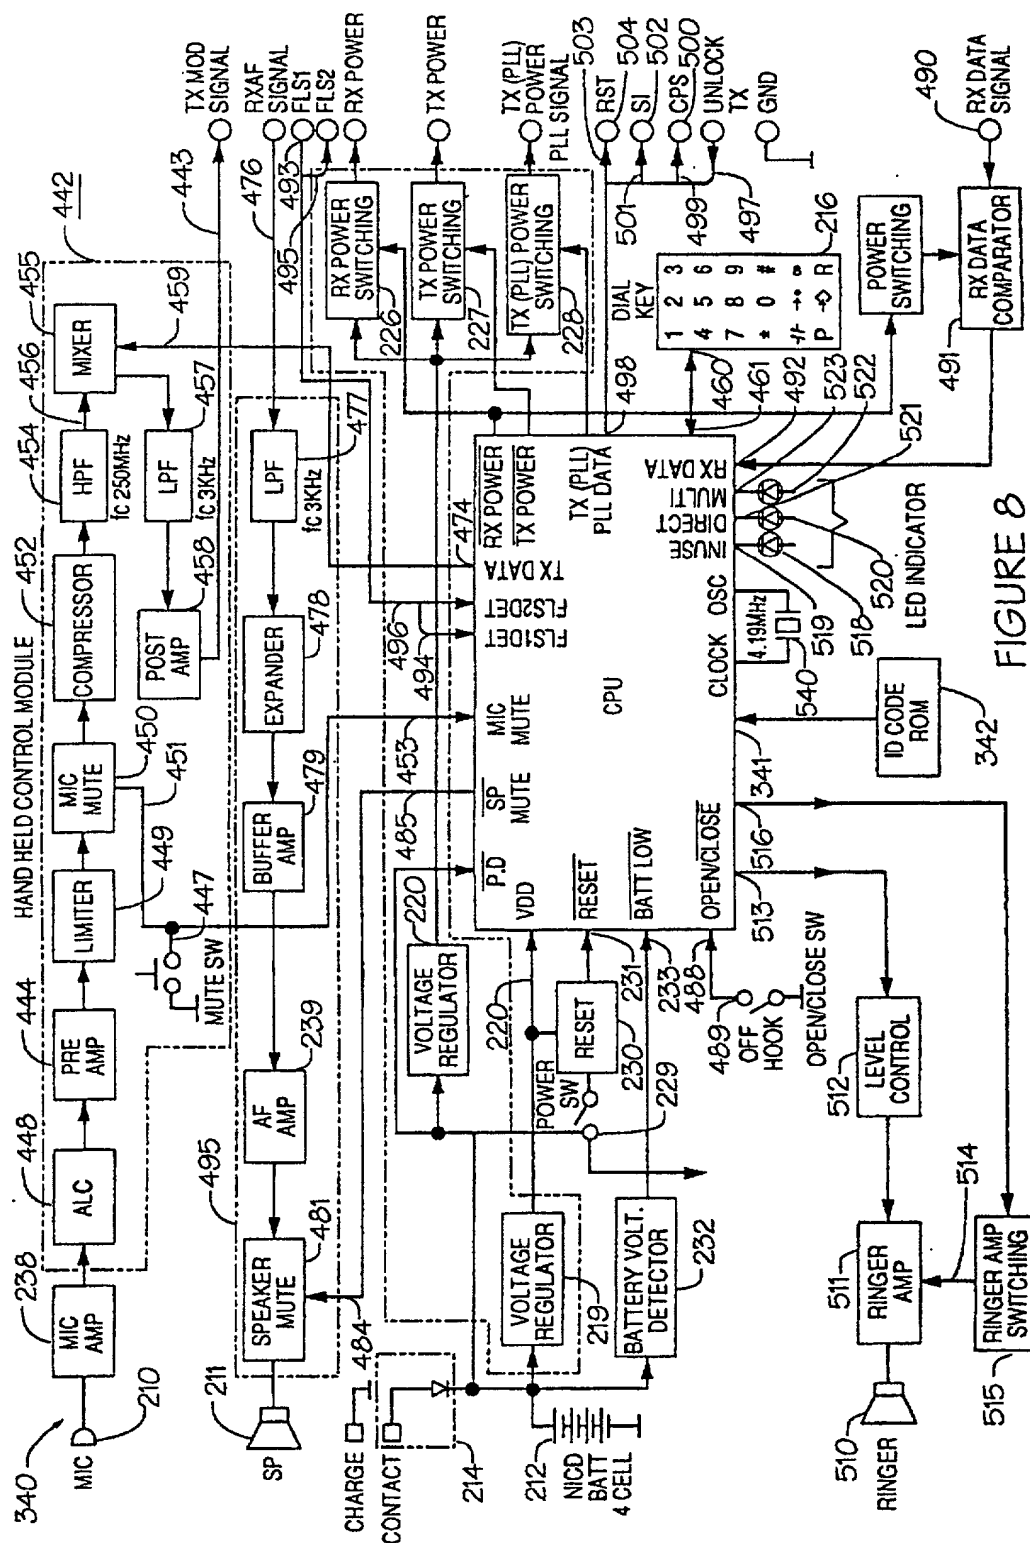 340
MIC
210
238
MIC AMP
HAND HELD CONTROL MODULE
442
448
ALC
444
PRE AMP
LIMITER
449
MIC MUTE
450
451
447
MUTE SW
452
COMPRESSOR
454
HPF
fc 250MHz
456
455
MIXER
459
LPF
457
fc 3KHz
POST AMP
458
443
TX MOD SIGNAL
211
SP
495
SPEAKER MUTE
481
484
AF AMP
239
BUFFER AMP
479
EXPANDER
478
LPF
477
fc 3KHz
476
RXAF SIGNAL
493
FLS1
495
FLS2
RX POWER
RX POWER SWITCHING
226
TX POWER
TX POWER SWITCHING
227
TX (PLL) POWER
PLL SIGNAL
TX (PLL) POWER SWITCHING
228
503
RST
504
501
SI
502
499
CPS
500
497
UNLOCK
TX
GND
CHARGE
CONTACT
214
212
NICD BATT 4 CELL
VOLTAGE REGULATOR
219
VOLTAGE REGULATOR
220
220
POWER SW
RESET
230
231
229
BATTERY VOLT. DETECTOR
232
233
485
453
494
496
474
P.D
SP MUTE
MIC MUTE
FLS1DET
FLS2DET
TX DATA
RX POWER
TX POWER
TX (PLL)
PLL DATA
498
VDD
RESET
BATT LOW
OPEN/CLOSE
CPU
CLOCK
OSC
INUSE
DIRECT
MULTI
RX DATA
488
489
OFF HOOK
OPEN/CLOSE SW
513
516
341
ID CODE ROM
342
4.19MHz
540
519
518
520
LED INDICATOR
521
522
523
492
461
460
DIAL KEY
1 2 3
4 5 6
7 8 9
* 0 #
P R
216
POWER SWITCHING
RX DATA COMPARATOR
491
490
RX DATA SIGNAL
510
RINGER
511
RINGER AMP
512
LEVEL CONTROL
514
515
RINGER AMP SWITCHING
FIGURE 8